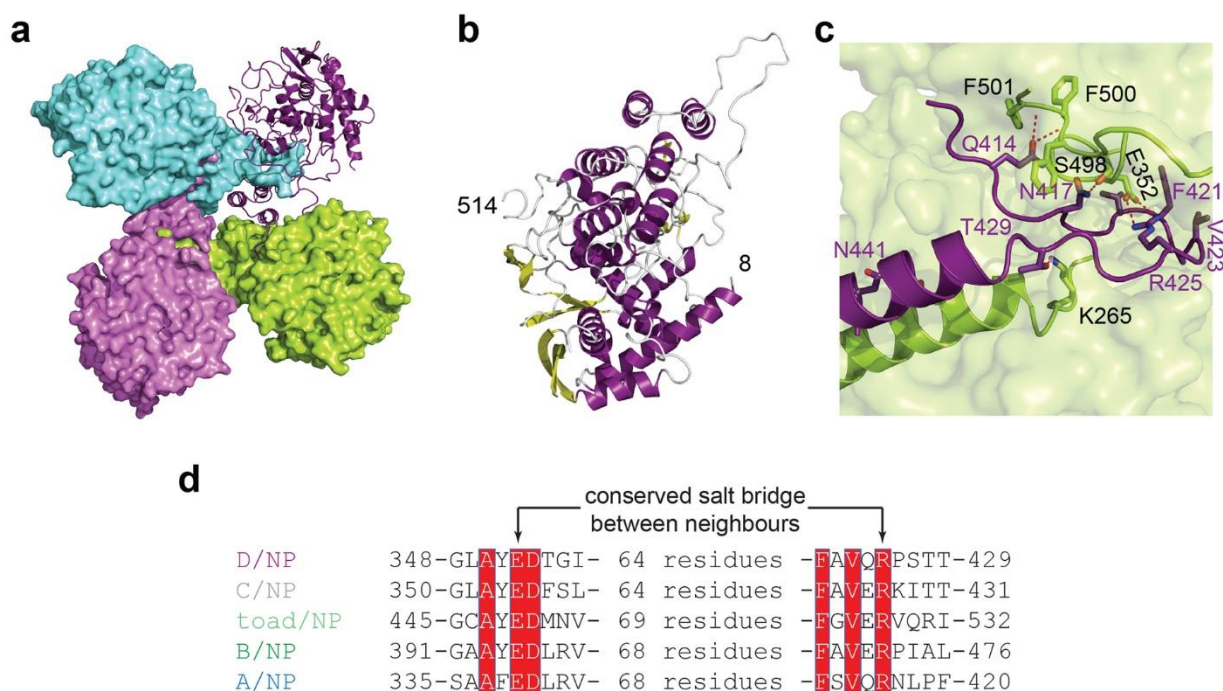 a
b
c
514
8
F501
F500
Q414
S498
E352
N417
F421
T429
V423
N441
R425
K265
d
conserved salt bridge
between neighbours
D/NP 348-GLAYEDTGI- 64 residues -FAVQRPSTT-429
C/NP 350-GLAYEDFSL- 64 residues -FAVERKITT-431
toad/NP 445-GCAYEDMNV- 69 residues -FGVERVQRI-532
B/NP 391-GAAYEDLRV- 68 residues -FAVERPIAL-476
A/NP 335-SAAFEDLRV- 68 residues -FSVQRNLPF-420